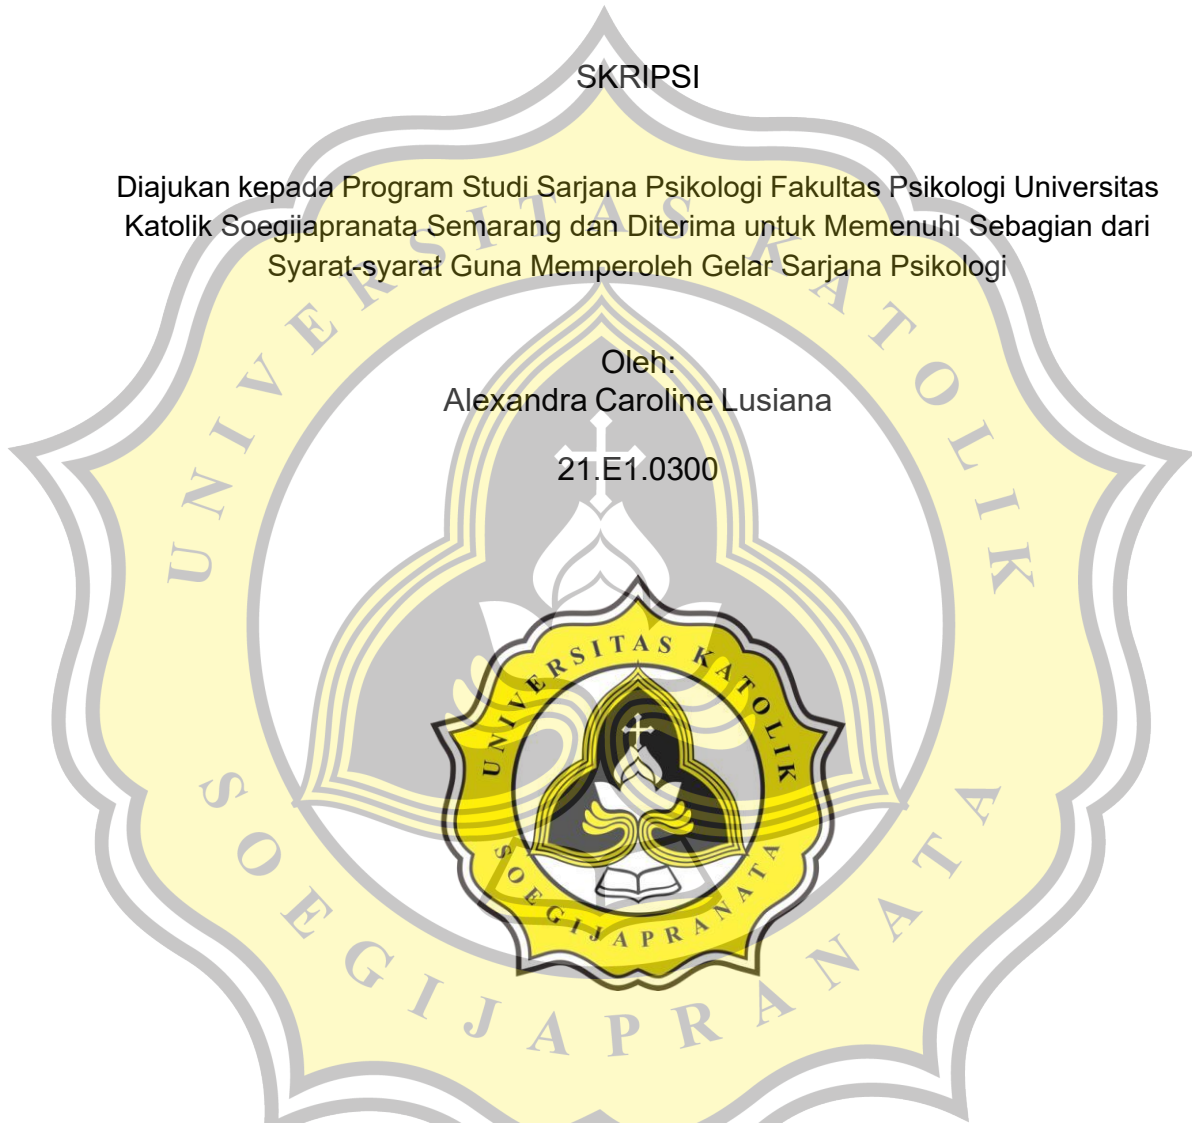 SKRIPSI
Diajukan kepada Program Studi Sarjana Psikologi Fakultas Psikologi Universitas
Katolik Soegijapranata Semarang dan Diterima untuk Memenuhi Sebagian dari
Syarat-syarat Guna Memperoleh Gelar Sarjana Psikologi
Oleh:
Alexandra Caroline Lusiana
21.E1.0300
UNIVERSITAS KATOLIK
SOEGIJAPRANATA
UNIVERSITAS KATOLIK
SOEGIJAPRANATA